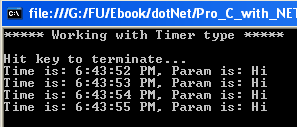 C:\ file:///G:/FU/Ebook/dotNet/Pro_C_with_NET
***** Working with Timer type *****
Hit key to terminate...
Time is: 6:43:52 PM, Param is: Hi
Time is: 6:43:53 PM, Param is: Hi
Time is: 6:43:54 PM, Param is: Hi
Time is: 6:43:55 PM, Param is: Hi